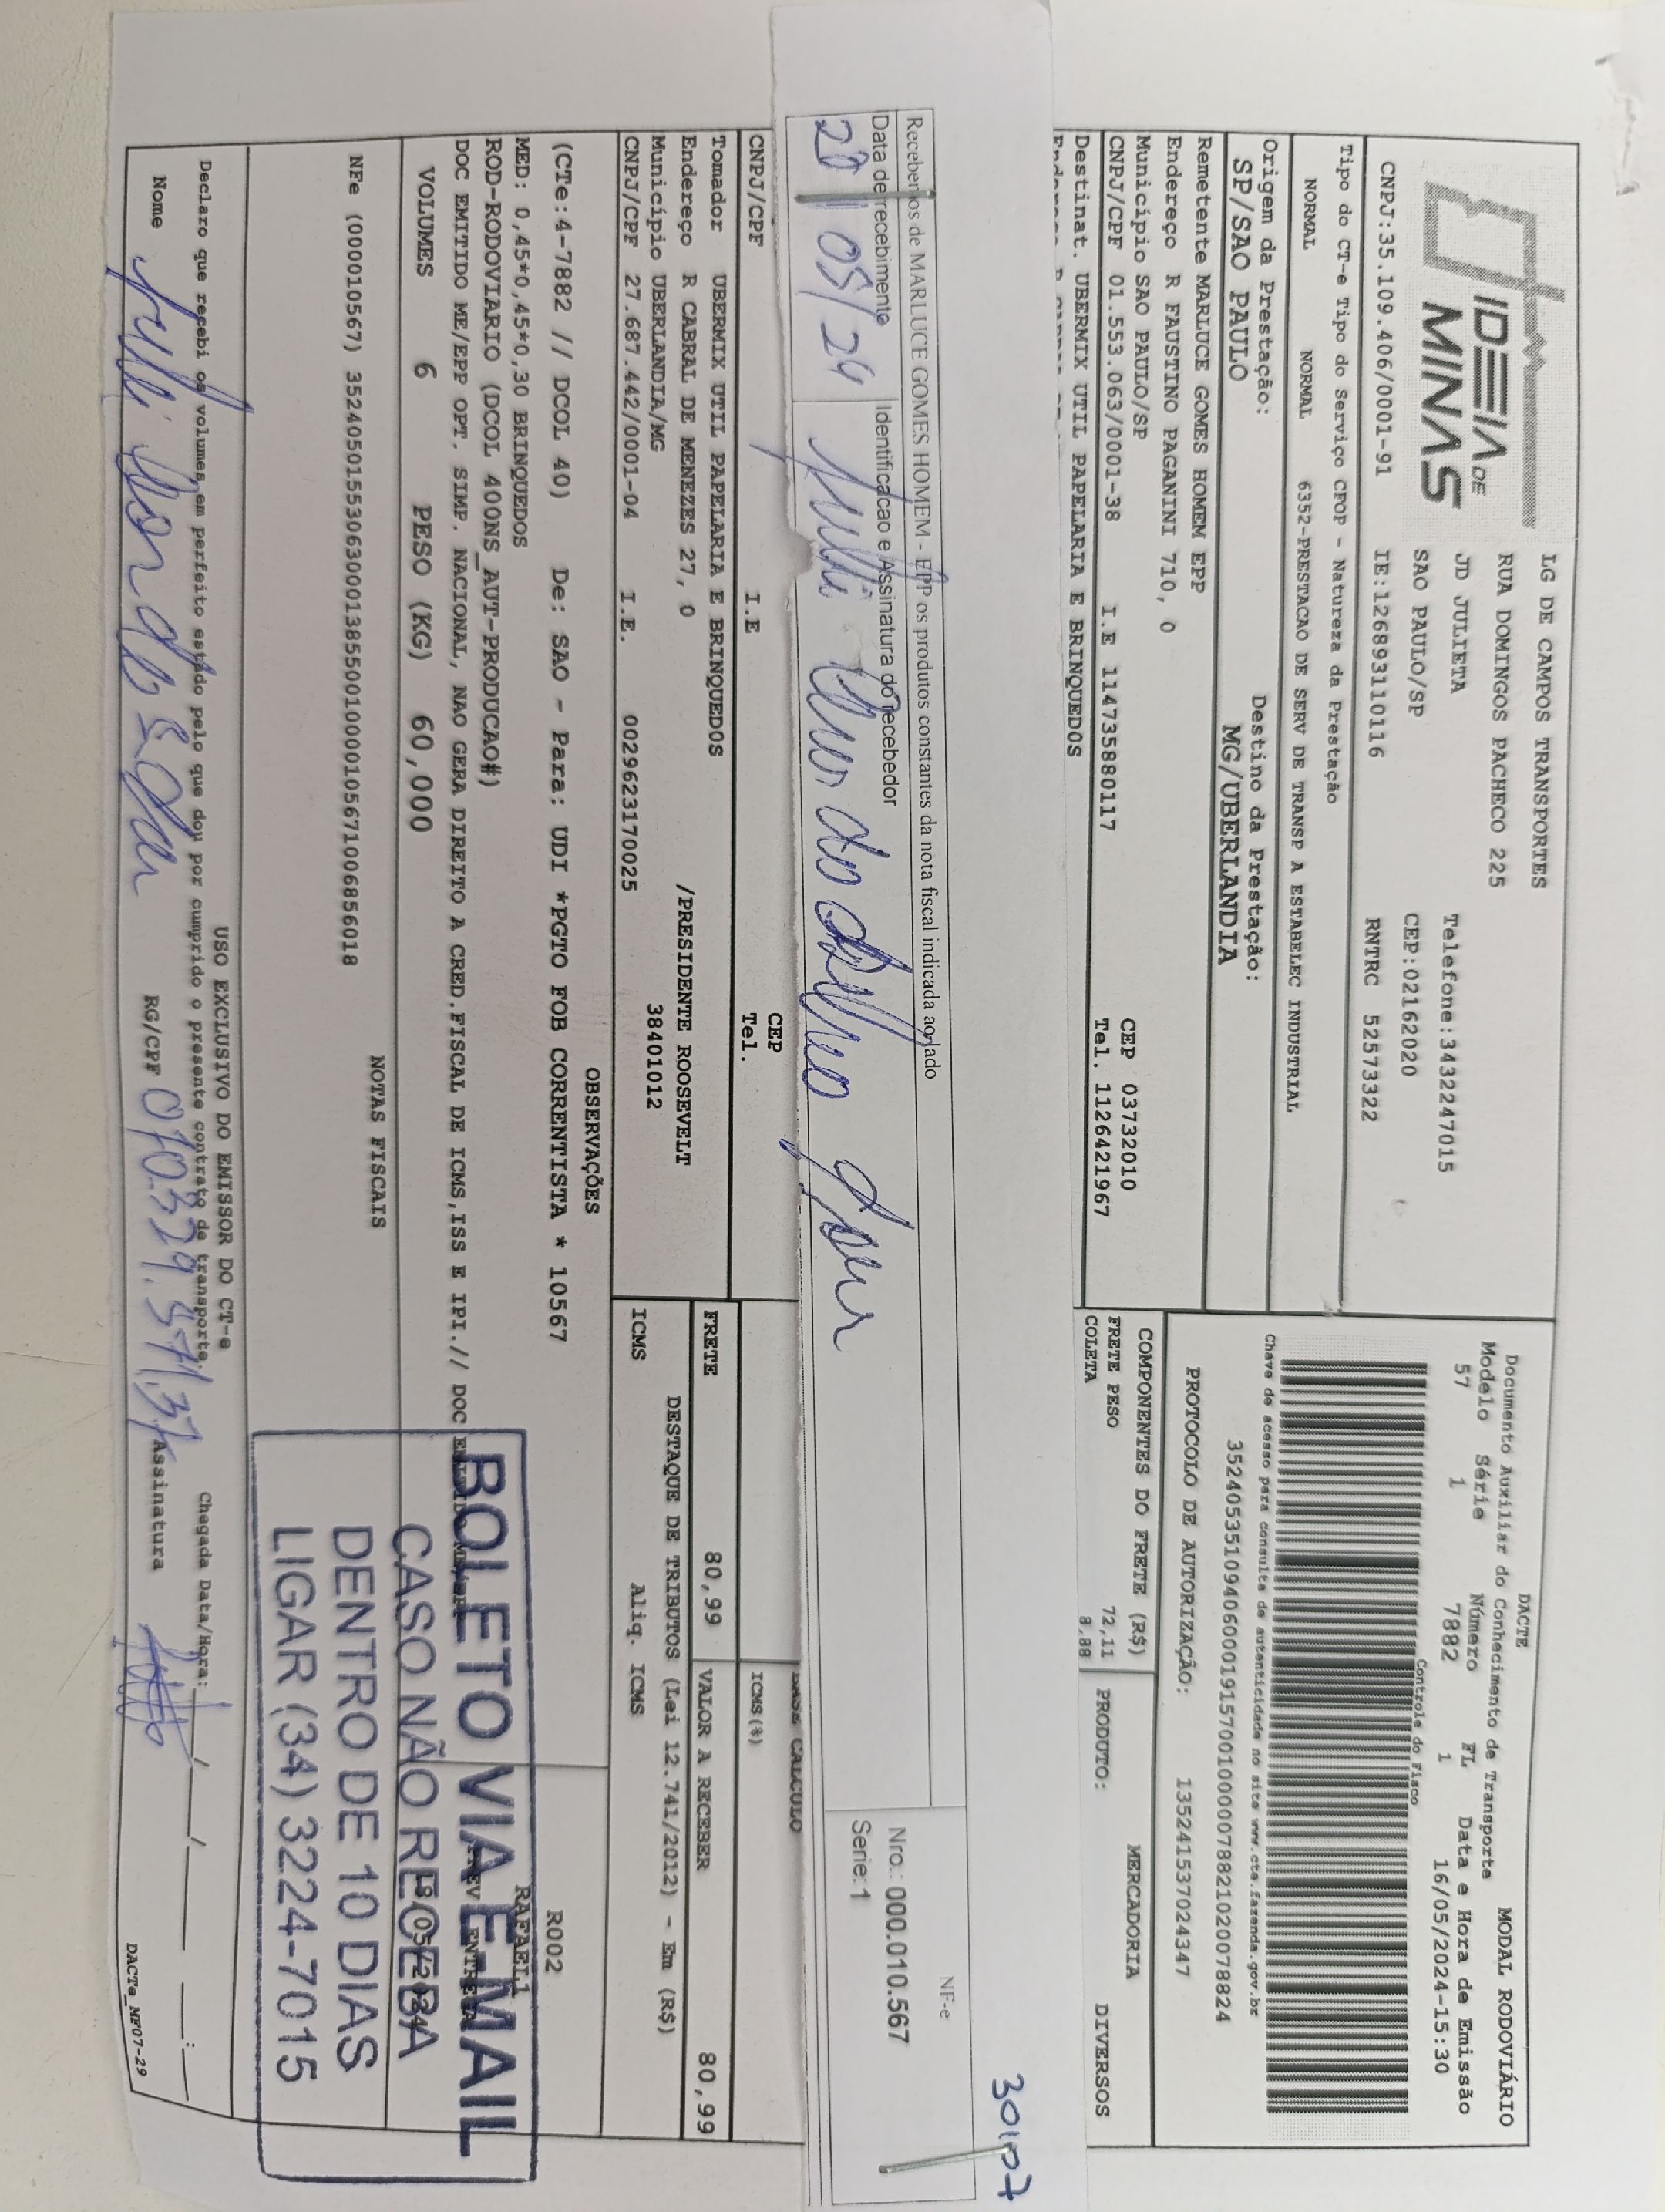 IDEIA DE
MINAS
LG DE CAMPOS TRANSPORTES
RUA DOMINGOS PACHECO 225
JD JULIETA
SAO PAULO/SP
Telefone:3432247015
CEP:02162020
CNPJ:35.109.406/0001-91 IE:126893110116 RNTRC 52573322
Tipo do CT-e Tipo do Serviço CFOP - Natureza da Prestação
NORMAL NORMAL 6352-PRESTACAO DE SERV DE TRANSP A ESTABELEC INDUSTRIAL
Origem da Prestação: Destino da Prestação:
SP/SAO PAULO MG/UBERLANDIA
Remetente MARLUCE GOMES HOMEM EPP
Endereço R FAUSTINO PAGANINI 710, 0
Município SAO PAULO/SP CEP 03732010
CNPJ/CPF 01.553.063/0001-38 I.E 114735880117 Tel. 1126421967
Destinat. UBERMIX UTIL PAPELARIA E BRINQUEDOS
DACTE MODAL RODOVIÁRIO
Documento Auxiliar do Conhecimento de Transporte
Modelo Série Número FL Data e Hora de Emissão
57 1 7882 1 16/05/2024-15:30
Controle do Fisco
Chave de acesso para consulta de autenticidade no site www.cte.fazenda.gov.br
35240535109406000191570010000078821020078824
PROTOCOLO DE AUTORIZAÇÃO: 135241537024347
COMPONENTES DO FRETE (R$) MERCADORIA
FRETE PESO 72,11 PRODUTO: DIVERSOS
COLETA 8,88
30107
Recebemos de MARLUCE GOMES HOMEM - EPP os produtos constantes da nota fiscal indicada ao lado
Data de recebimento Identificacao e Assinatura do recebedor
20/05/24
NF-e
Nro.: 000.010.567
Serie:1
CEP
CNPJ/CPF I.E Tel.
BASE CALCULO
ICMS(%)
Tomador UBERMIX UTIL PAPELARIA E BRINQUEDOS
Endereço R CABRAL DE MENEZES 27, 0 /PRESIDENTE ROOSEVELT
Município UBERLANDIA/MG 38401012
CNPJ/CPF 27.687.442/0001-04 I.E. 0029623170025
FRETE 80,99 VALOR A RECEBER 80,99
DESTAQUE DE TRIBUTOS (Lei 12.741/2012) - Em (R$)
ICMS Aliq. ICMS
OBSERVAÇÕES
(CTe:4-7882 // DCOL 40) De: SAO - Para: UDI *PGTO FOB CORRENTISTA * 10567
R002
MED: 0,45*0,45*0,30 BRINQUEDOS
RAFAEL1
ROD-RODOVIARIO (DCOL 400NS_AUT-PRODUCAO#)
DOC EMITIDO ME/EPP OPT. SIMP. NACIONAL, NAO GERA DIREITO A CRED.FISCAL DE ICMS,ISS E IPI.// DOC
VOLUMES 6 PESO (KG) 60,000
NOTAS FISCAIS
NFe (000010567) 35240501553063000138550010000105671006856018
BOLETO VIA E-MAIL
CASO NÃO RECEBA
DENTRO DE 10 DIAS
LIGAR (34) 3224-7015
USO EXCLUSIVO DO EMISSOR DO CT-e
Declaro que recebi os volumes em perfeito estado pelo que dou por cumprido o presente contrato de transporte. Chegada Data/Hora: ___/___/___ ___:___
Nome RG/CPF Assinatura
DACTe_MF07-29